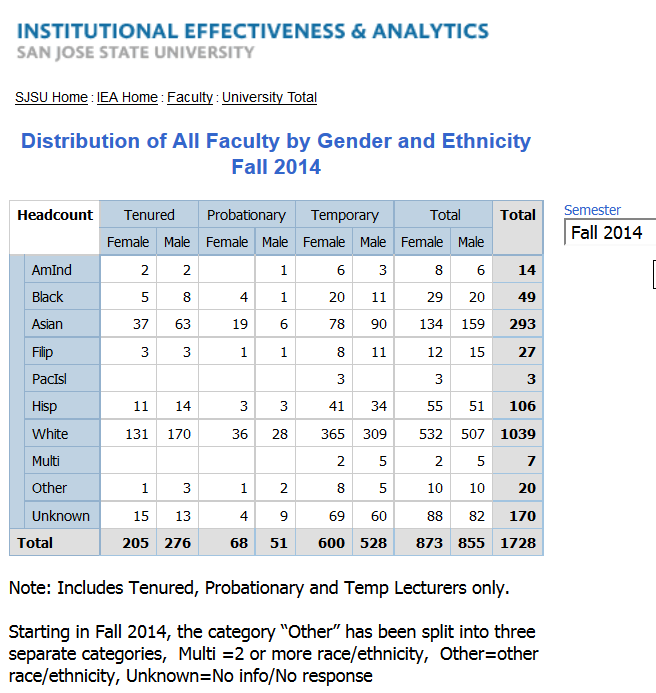 INSTITUTIONAL EFFECTIVENESS & ANALYTICS
SAN JOSE STATE UNIVERSITY
SJSU Home : IEA Home : Faculty : University Total
Distribution of All Faculty by Gender and Ethnicity
Fall 2014
Semester
Fall 2014
Headcount Tenured Probationary Temporary Total Total
Female Male Female Male Female Male Female Male
AmInd 2 2 1 6 3 8 6 14
Black 5 8 4 1 20 11 29 20 49
Asian 37 63 19 6 78 90 134 159 293
Filip 3 3 1 1 8 11 12 15 27
PacIsl 3 3 3
Hisp 11 14 3 3 41 34 55 51 106
White 131 170 36 28 365 309 532 507 1039
Multi 2 5 2 5 7
Other 1 3 1 2 8 5 10 10 20
Unknown 15 13 4 9 69 60 88 82 170
Total 205 276 68 51 600 528 873 855 1728
Note: Includes Tenured, Probationary and Temp Lecturers only.
Starting in Fall 2014, the category “Other” has been split into three
separate categories, Multi =2 or more race/ethnicity, Other=other
race/ethnicity, Unknown=No info/No response